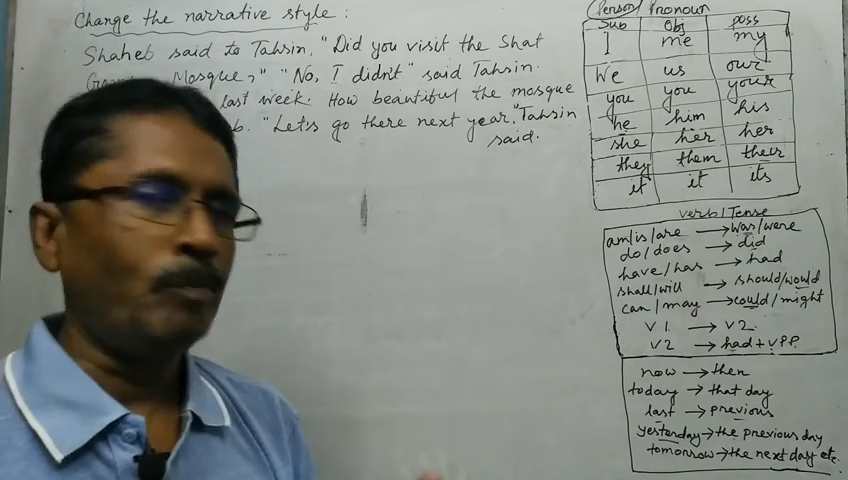 Change the narrative style :
Shaheb said to Tahsin, "Did you visit the Shat
Mosque?" "No, I didn't" said Tahsin.
last week. How beautiful the mosque
"Let's go there next year," Tahsin
said.
(Person) Pronoun
Sub obj poss
I me my
We us our
you you your
he him his
she her her
they them their
it it its
verb/Tense
am/is/are → was/were
do/does → did
have/has → had
shall/will → should/would
can/may → could/might
V1 → V2
V2 → had + V.P.P.
now → then
today → that day
last → previous
yesterday → the previous day
tomorrow → the next day etc.